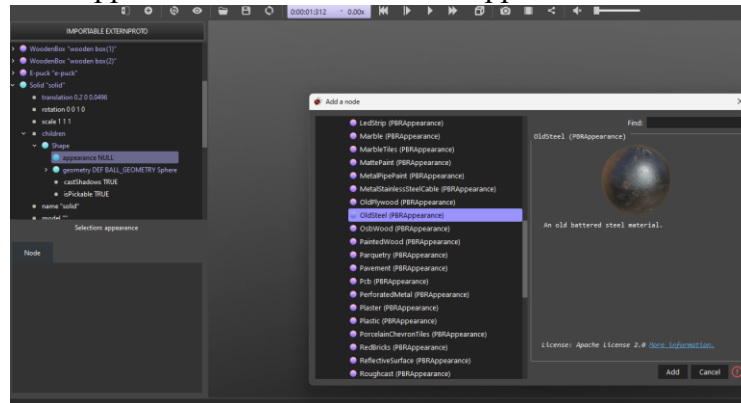 0:00:01:312 - 0.00x
IMPORTABLE EXTERNPROTO
WoodenBox "wooden box(1)"
WoodenBox "wooden box(2)"
E-puck "e-puck"
Solid "solid"
translation 0.2 0 0.0496
rotation 0 0 1 0
scale 1 1 1
children
Shape
appearance NULL
geometry DEF BALL_GEOMETRY Sphere
castShadows TRUE
isPickable TRUE
name "solid"
model ""
Selection: appearance
Node
Add a node
LedStrip (PBRAppearance)
Marble (PBRAppearance)
MarbleTiles (PBRAppearance)
MattePaint (PBRAppearance)
MetalPipePaint (PBRAppearance)
MetalStainlessSteelCable (PBRAppearance)
OldPlywood (PBRAppearance)
OldSteel (PBRAppearance)
OsbWood (PBRAppearance)
PaintedWood (PBRAppearance)
Parquetry (PBRAppearance)
Pavement (PBRAppearance)
Pcb (PBRAppearance)
PerforatedMetal (PBRAppearance)
Plaster (PBRAppearance)
Plastic (PBRAppearance)
PorcelainChevronTiles (PBRAppearance)
RedBricks (PBRAppearance)
ReflectiveSurface (PBRAppearance)
Roughcast (PBRAppearance)
Find:
OldSteel (PBRAppearance)
An old battered steel material.
License: Apache License 2.0 More information.
Add Cancel